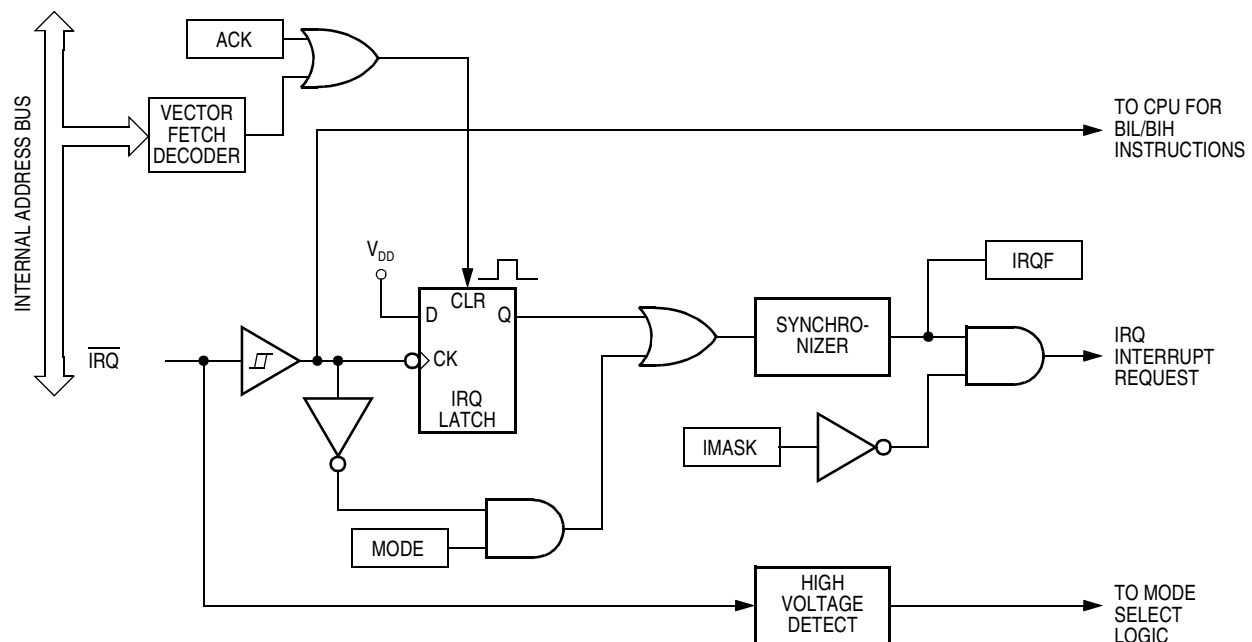 INTERNAL ADDRESS BUS
ACK
VECTOR
FETCH
DECODER
TO CPU FOR
BIL/BIH
INSTRUCTIONS
VDD
D
CLR
Q
CK
IRQ
LATCH
IRQ
SYNCHRO-
NIZER
IRQF
IRQ
INTERRUPT
REQUEST
IMASK
MODE
HIGH
VOLTAGE
DETECT
TO MODE
SELECT
LOGIC